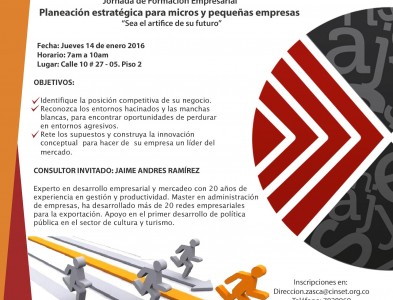 Jornada de Formación Empresarial
Planeación estratégica para micros y pequeñas empresas
"Sea el artífice de su futuro"
Fecha: Jueves 14 de enero 2016
Horario: 7am a 10am
Lugar: Calle 10 # 27 - 05. Piso 2
OBJETIVOS:
Identifique la posición competitiva de su negocio.
Reconozca los entornos hacinados y las manchas
blancas, para encontrar oportunidades de perdurar
en entornos agresivos.
Rete los supuestos y construya la innovación
conceptual para hacer de su empresa un líder del
mercado.
CONSULTOR INVITADO: JAIME ANDRES RAMÍREZ
Experto en desarrollo empresarial y mercadeo con 20 años de
experiencia en gestión y productividad. Master en administración
de empresas, ha desarrollado más de 20 redes empresariales
para la exportación. Apoyo en el primer desarrollo de política
pública en el sector de cultura y turismo.
Inscripciones en:
Direccion.zasca@cinset.org.co